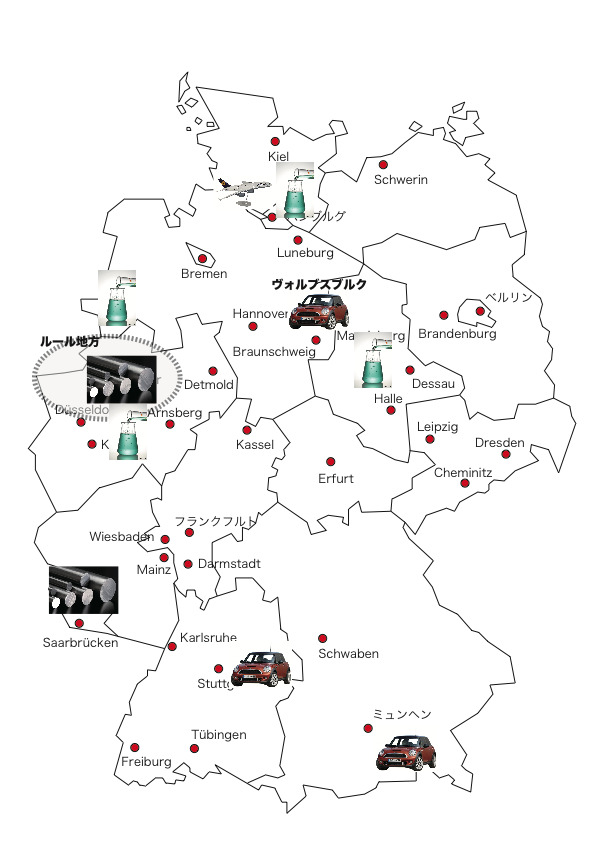 Kiel
Schwerin
ンブルグ
Luneburg
Bremen
ヴォルプスブルク
ベルリン
Hannover
Brandenburg
Braunschweig
ルール地方
Detmold
Dessau
Halle
Arnsberg
Leipzig
Kassel
Dresden
Cheminitz
Erfurt
フランクフルト
Wiesbaden
Darmstadt
Mainz
Saarbrücken
Karlsruhe
Schwaben
ミュンヘン
Tübingen
Freiburg